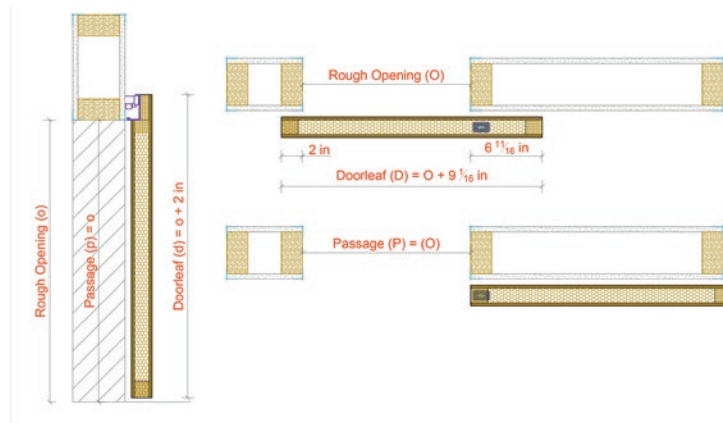 Rough Opening (O)
2 in
6 11/16 in
Doorleaf (D) = O + 9 1/16 in
Passage (P) = (O)
Rough Opening (o)
Passage (p) = o
Doorleaf (d) = o + 2 in